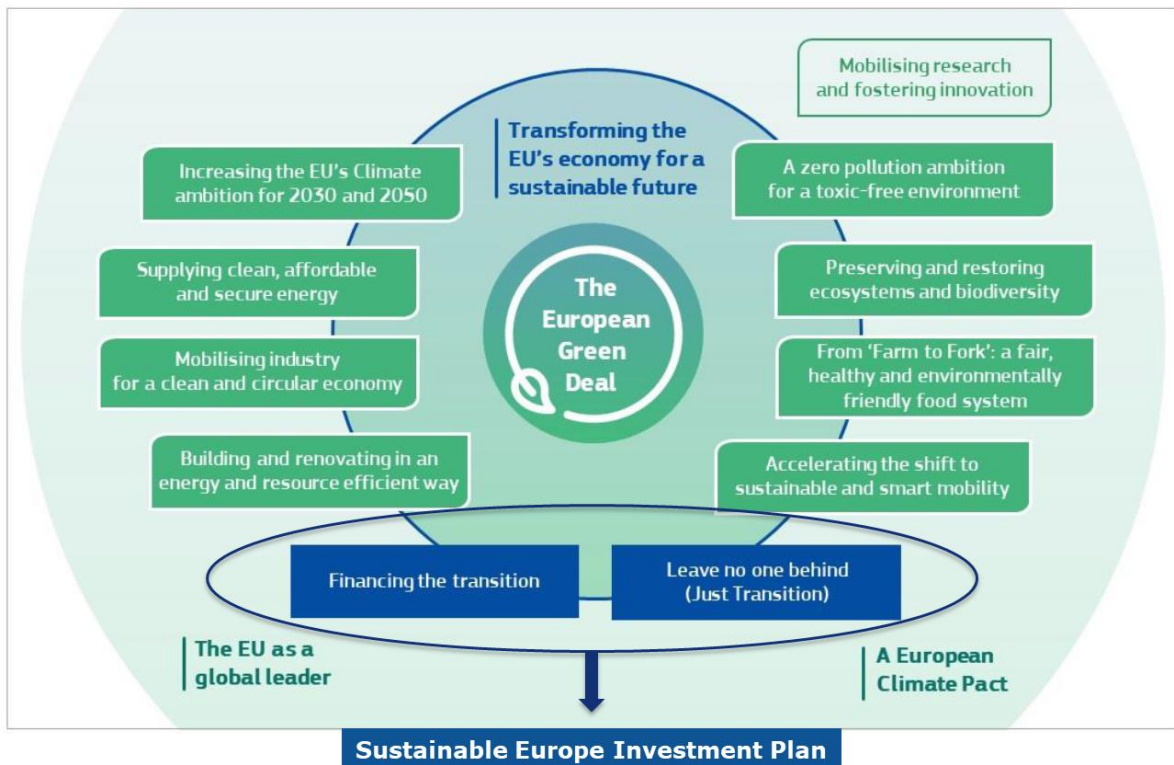 Mobilising research
and fostering innovation
Transforming the
EU's economy for a
sustainable future
Increasing the EU's Climate
ambition for 2030 and 2050
A zero pollution ambition
for a toxic-free environment
Supplying clean, affordable
and secure energy
Preserving and restoring
ecosystems and biodiversity
The
European
Green
Deal
Mobilising industry
for a clean and circular economy
From ‘Farm to Fork’: a fair,
healthy and environmentally
friendly food system
Building and renovating in an
energy and resource efficient way
Accelerating the shift to
sustainable and smart mobility
Financing the transition
Leave no one behind
(Just Transition)
The EU as a
global leader
A European
Climate Pact
Sustainable Europe Investment Plan